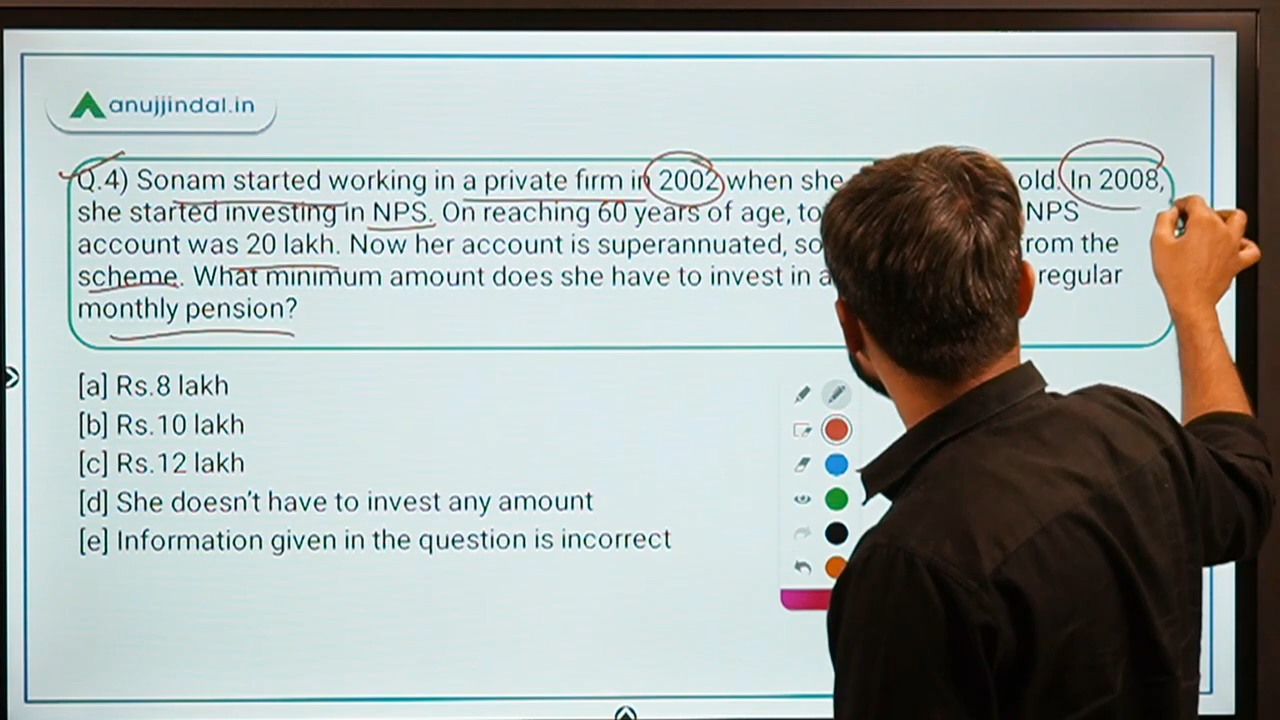 anujjindal.in
Q.4) Sonam started working in a private firm in 2002 when she old. In 2008,
she started investing in NPS. On reaching 60 years of age, to NPS
account was 20 lakh. Now her account is superannuated, so from the
scheme. What minimum amount does she have to invest in a regular
monthly pension?
[a] Rs.8 lakh
[b] Rs.10 lakh
[c] Rs.12 lakh
[d] She doesn't have to invest any amount
[e] Information given in the question is incorrect